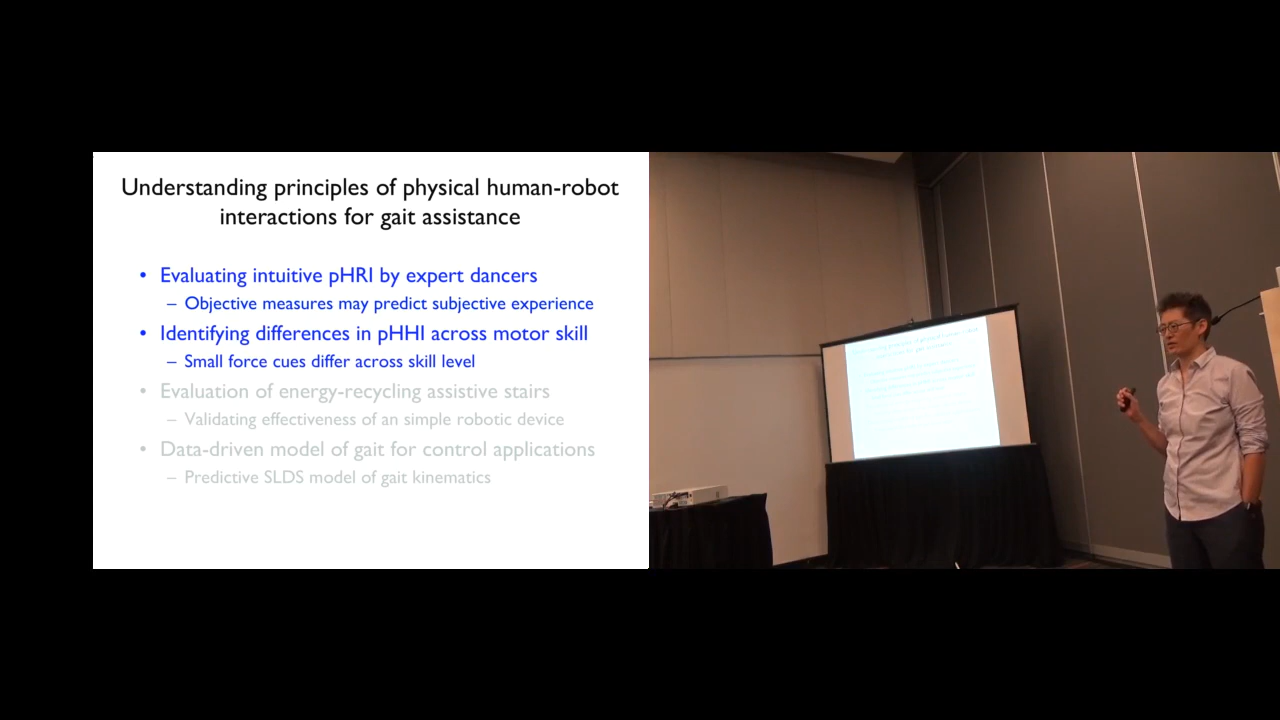 Understanding principles of physical human-robot
interactions for gait assistance
• Evaluating intuitive pHRI by expert dancers
– Objective measures may predict subjective experience
• Identifying differences in pHHI across motor skill
– Small force cues differ across skill level
• Evaluation of energy-recycling assistive stairs
– Validating effectiveness of an simple robotic device
• Data-driven model of gait for control applications
– Predictive SLDS model of gait kinematics